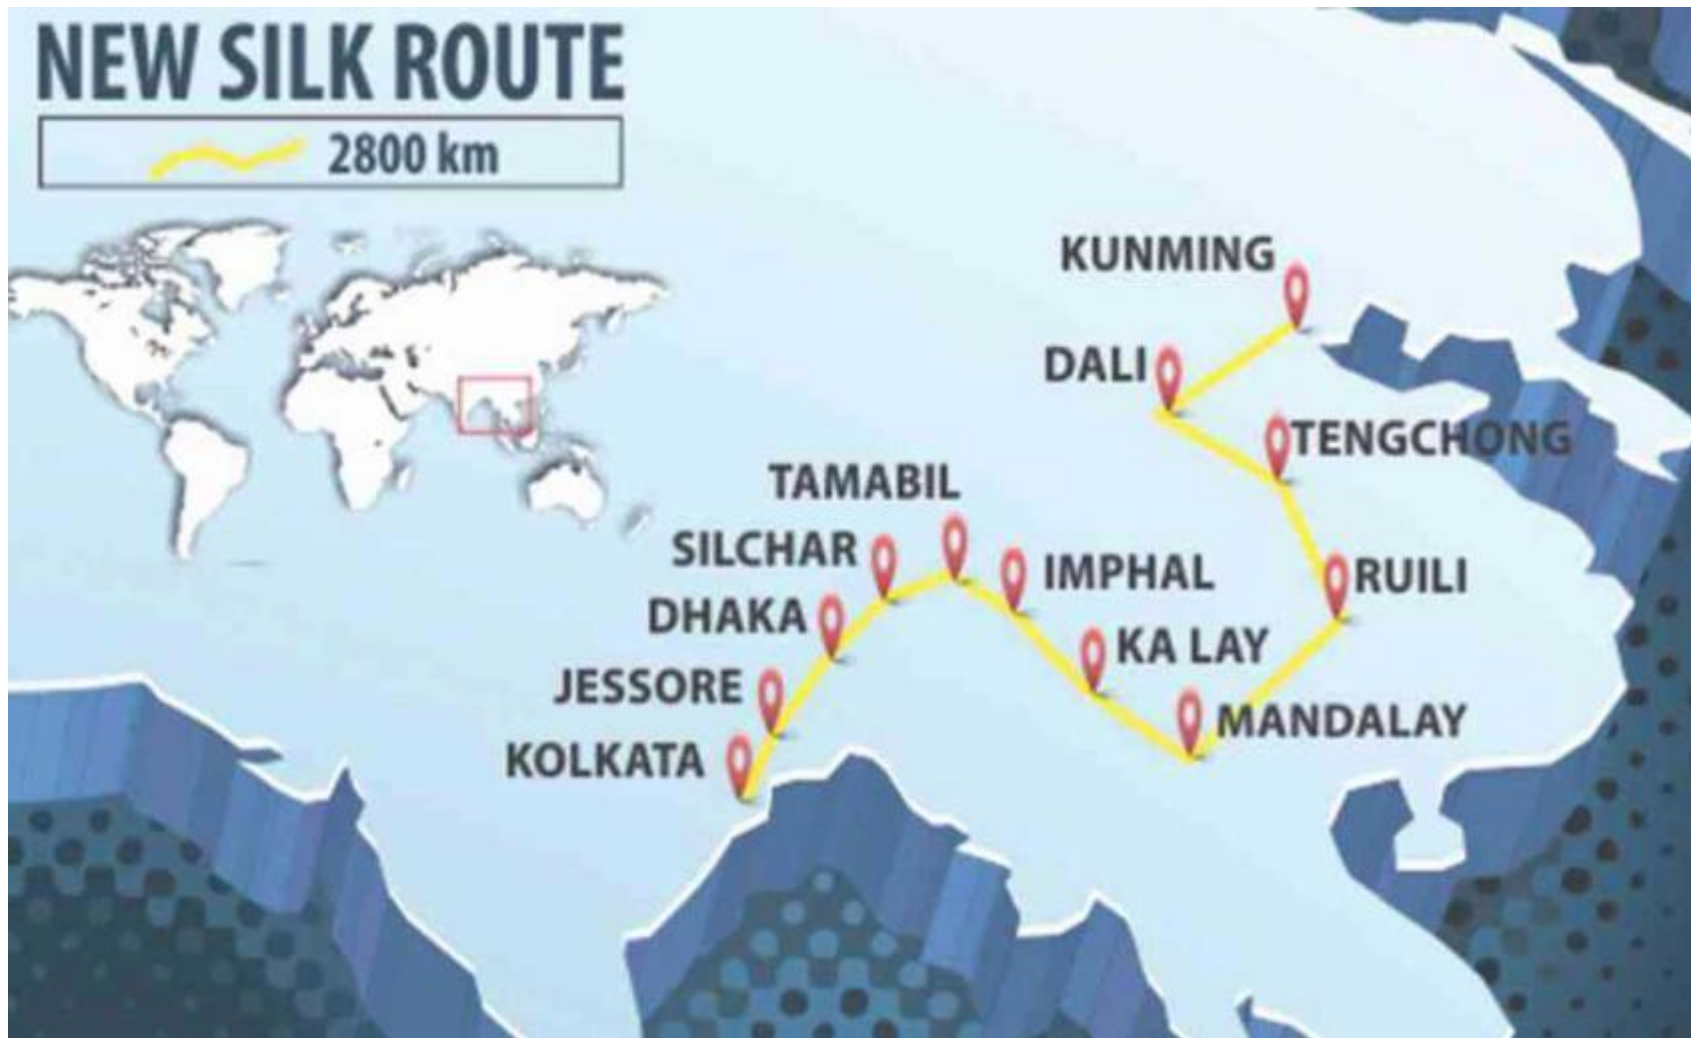 NEW SILK ROUTE
2800 km
KUNMING
DALI
TENGCHONG
TAMABIL
SILCHAR
IMPHAL
RUILI
DHAKA
KA LAY
JESSORE
MANDALAY
KOLKATA